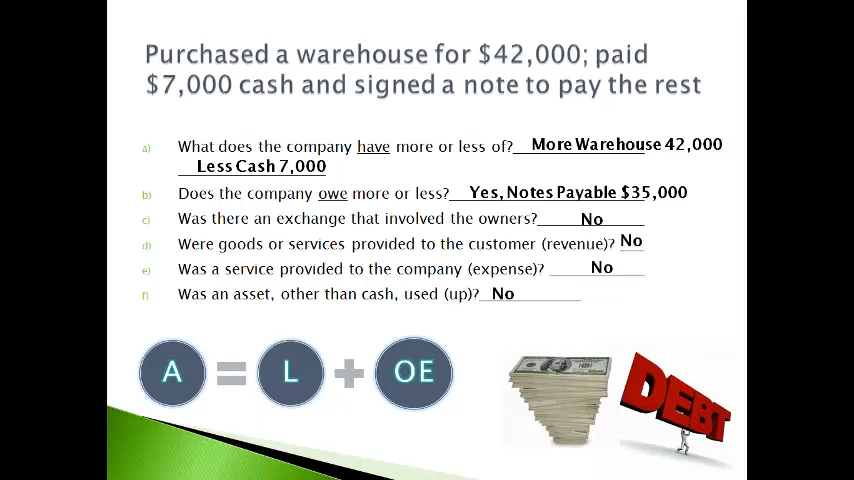 Purchased a warehouse for $42,000; paid
$7,000 cash and signed a note to pay the rest
a) What does the company have more or less of? More Warehouse 42,000
Less Cash 7,000
b) Does the company owe more or less? Yes, Notes Payable $35,000
c) Was there an exchange that involved the owners? No
d) Were goods or services provided to the customer (revenue)? No
e) Was a service provided to the company (expense)? No
f) Was an asset, other than cash, used (up)? No
A = L + OE
DEBT